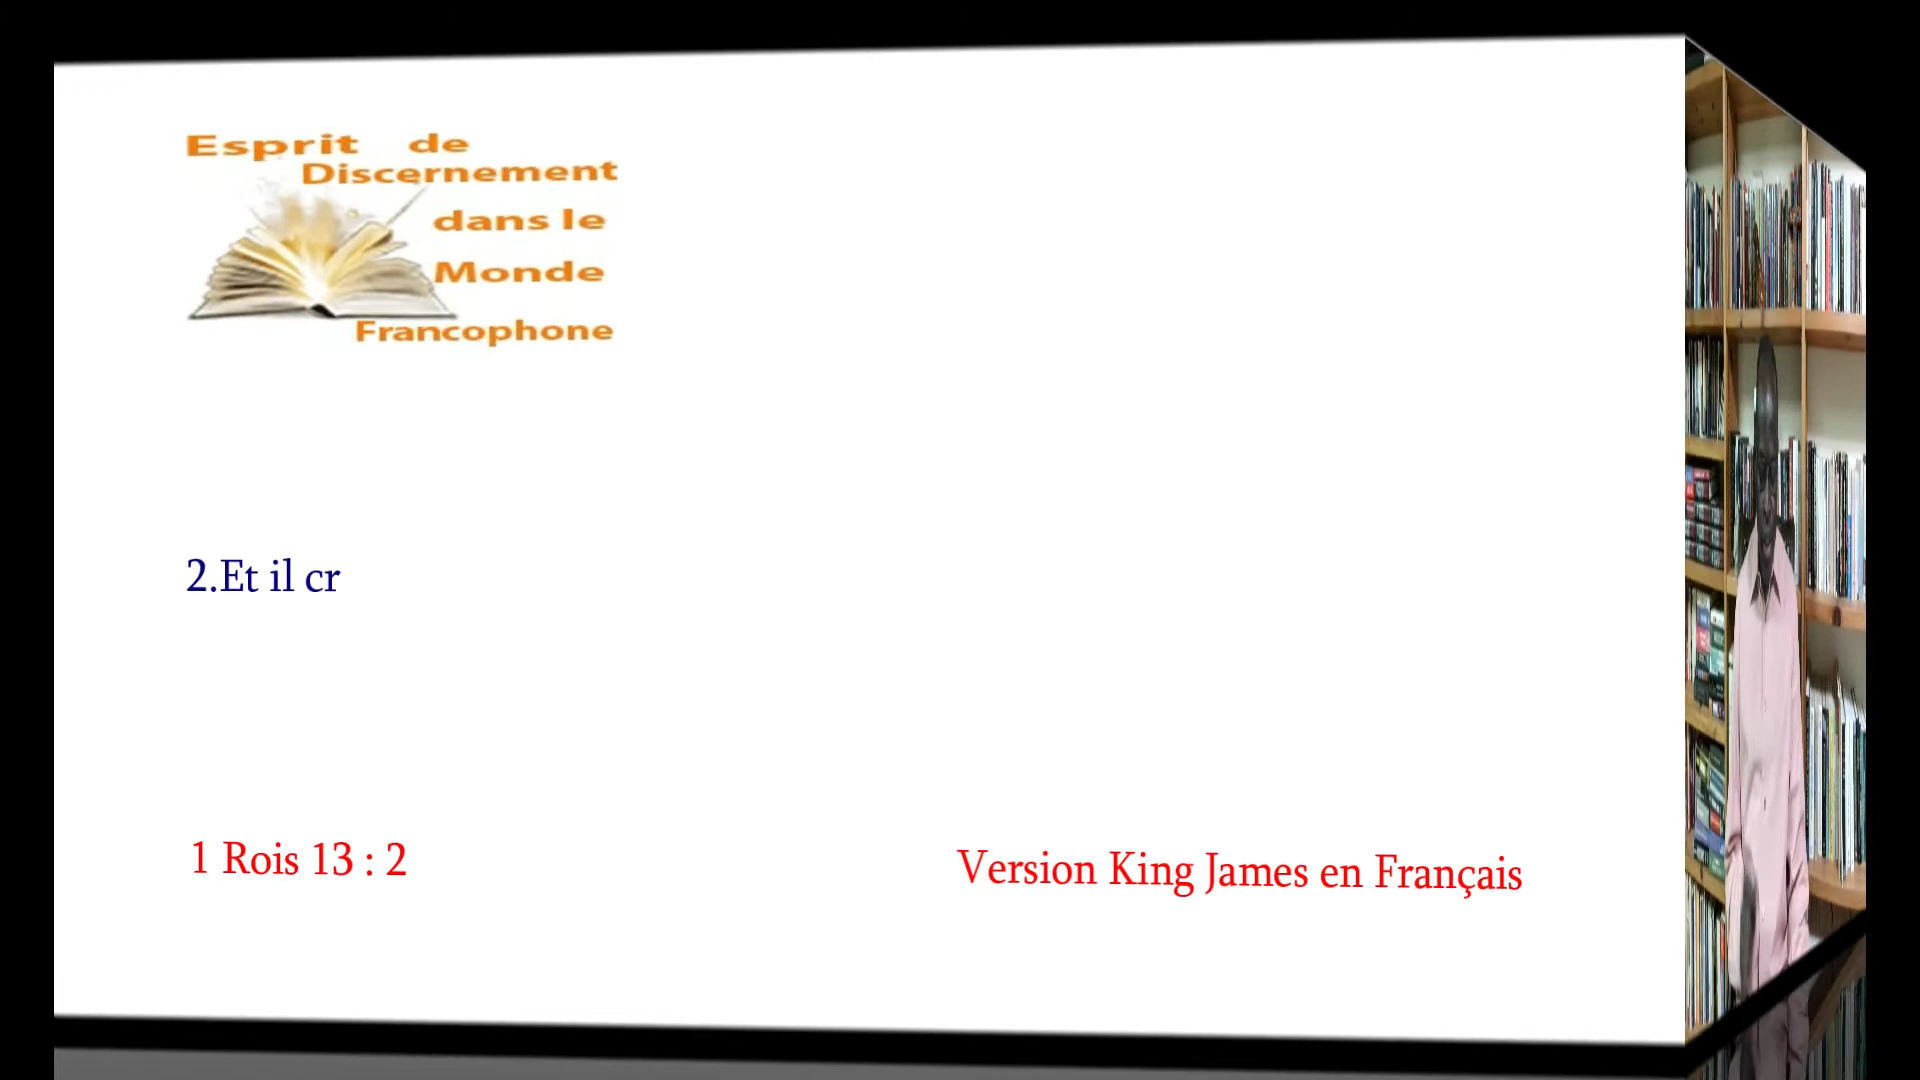 Esprit de
Discernement
dans le
Monde
Francophone
2.Et il cr
1 Rois 13 : 2
Version King James en Français